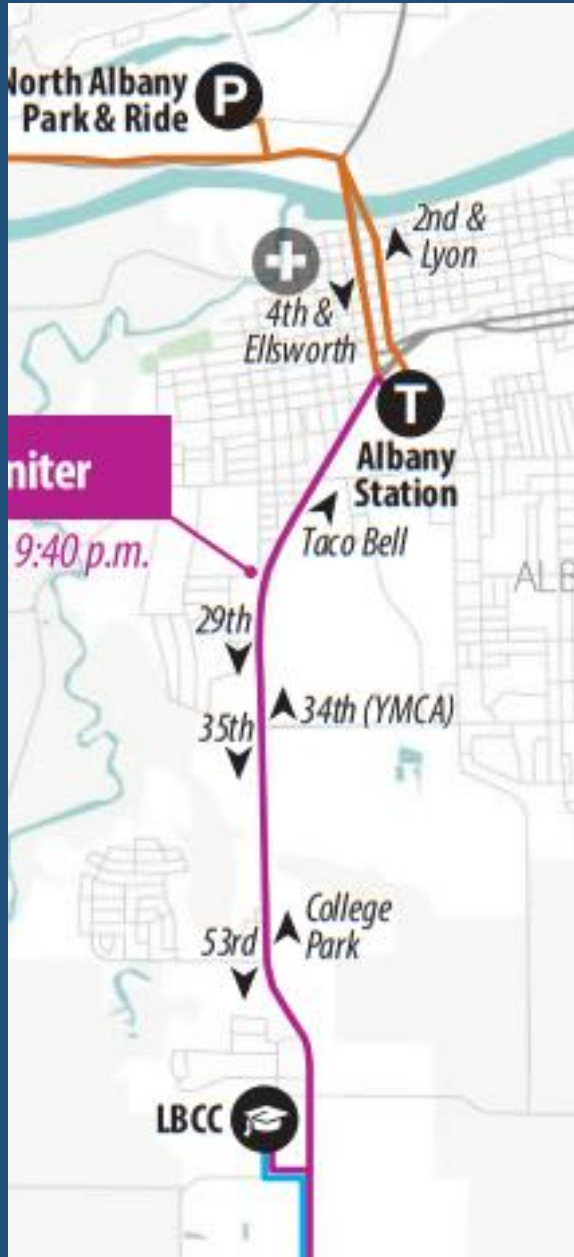 North Albany
Park & Ride
P
2nd &
Lyon
4th &
Ellsworth
T
Albany
Station
miter
9:40 p.m.
Taco Bell
ALB
29th
34th (YMCA)
35th
College
Park
53rd
LBCC